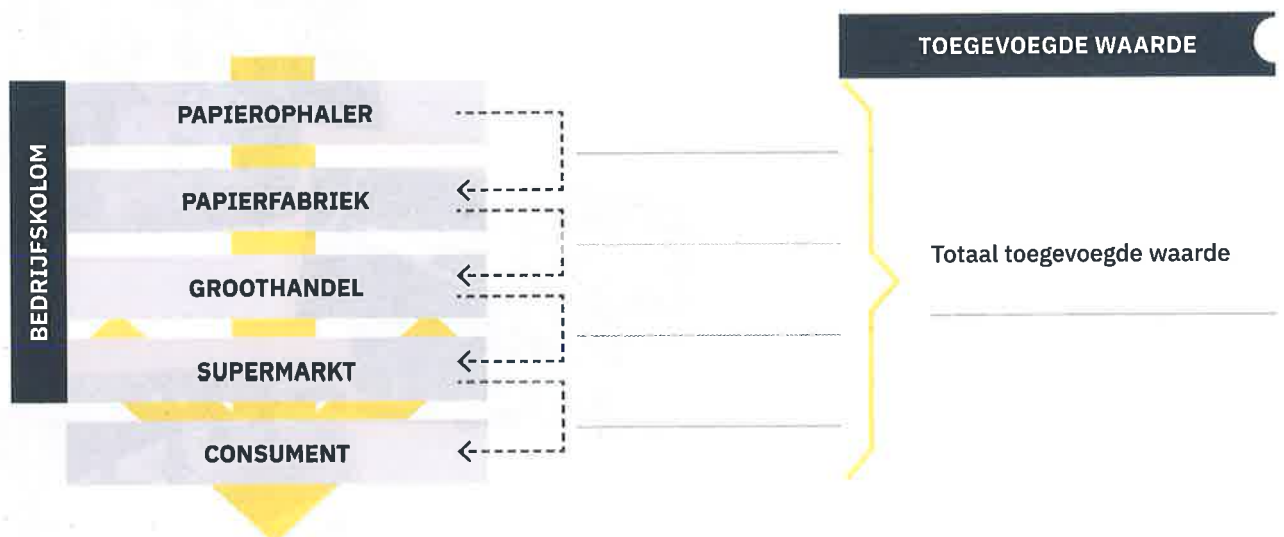 TOEGEVOEGDE WAARDE
BEDRIJFSKOLOM
PAPIEROPHALER
PAPIERFABRIEK
GROOTHANDEL
SUPERMARKT
CONSUMENT
Totaal toegevoegde waarde